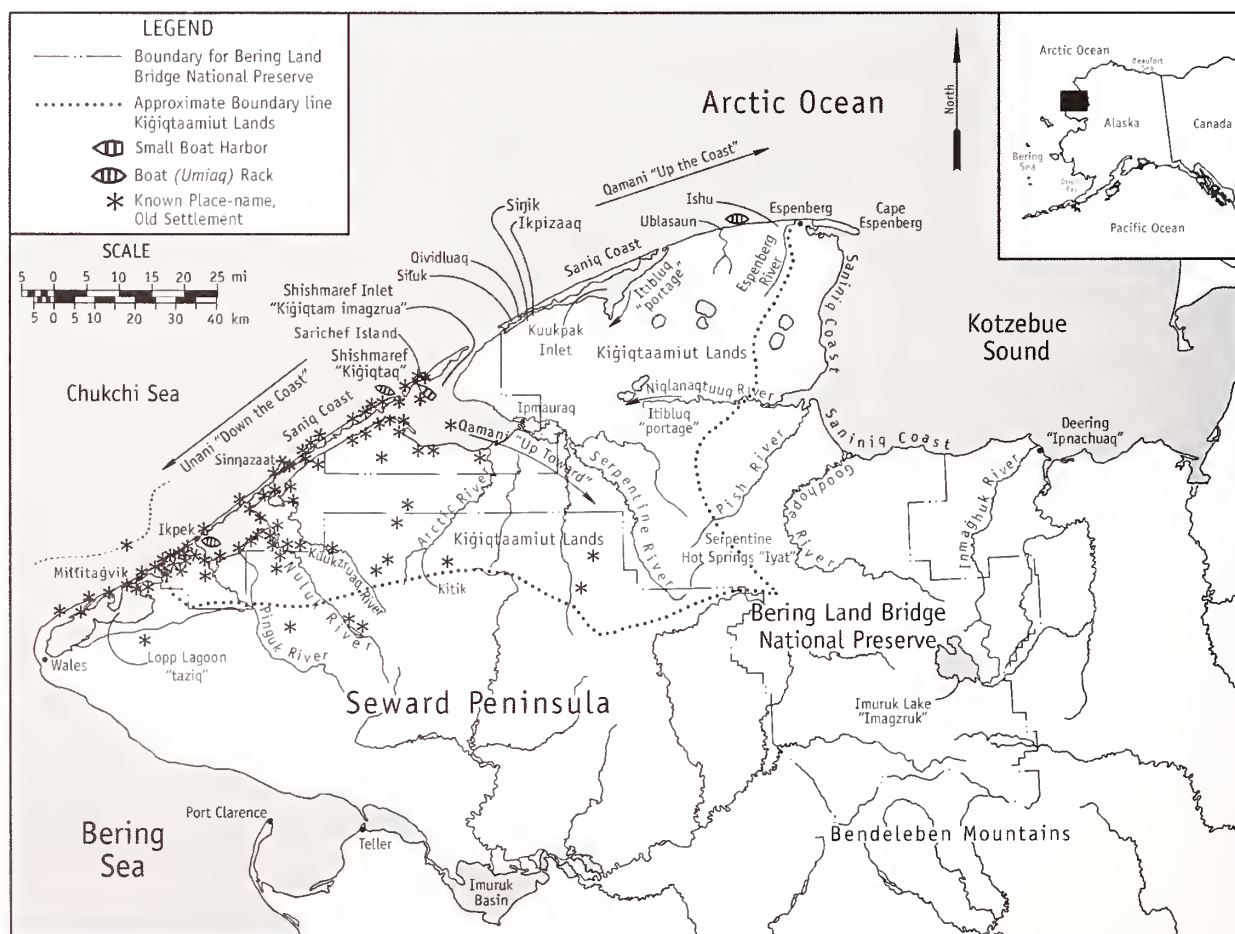 LEGEND
Boundary for Bering Land
Bridge National Preserve
Approximate Boundary line
Kiġiqtaamiut Lands
Small Boat Harbor
Boat (Umiaq) Rack
Known Place-name,
Old Settlement
SCALE
5 0 5 10 15 20 25 mi
5 0 10 20 30 40 km
Arctic Ocean
North
Arctic Ocean
Beaufort
Sea
Alaska
Canada
Bering
Sea
Pacific Ocean
Qamani "Up the Coast"
Siŋik
Ikpizaaq
Ishu
Ublasaun
Espenberg
Cape
Espenberg
Saniq Coast
Qividluaq
Itibłuq
"portage"
Espenberg
River
Saniniq Coast
Shishmaref Inlet
"Kiġiqtam imagzrua"
Kuukpak
Inlet
Sarichef Island
Shishmaref
"Kiġiqtaq"
Kiġiqtaamiut Lands
Kotzebue
Sound
Chukchi Sea
Unani "Down the Coast"
Saniq Coast
Niqlanaqtuuq River
Itibłuq
"portage"
Ipmauraq
Qamani "Up Toward"
Saniniq Coast
Deering
"Ipnachuaq"
Sinŋazaat
Serpentine River
Pish River
Goodhope River
Inmaġhuk River
Ikpek
Arctic River
Kiġiqtaamiut Lands
Serpentine
Hot Springs "Iyat"
Kuukzruaq River
Nuluk River
Kitik
Pinguk River
Bering Land Bridge
National Preserve
Wales
Lopp Lagoon
"taziq"
Seward Peninsula
Imuruk Lake
"Imagzruk"
Port Clarence
Teller
Bering
Sea
Imuruk
Basin
Bendeleben Mountains